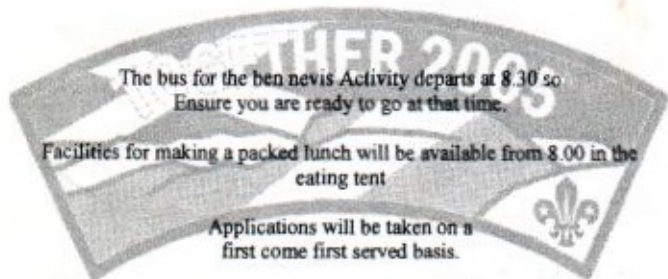 TOGETHER 2005
The bus for the ben nevis Activity departs at 8.30 so
Ensure you are ready to go at that time.
Facilities for making a packed lunch will be available from 8.00 in the
eating tent
Applications will be taken on a
first come first served basis.